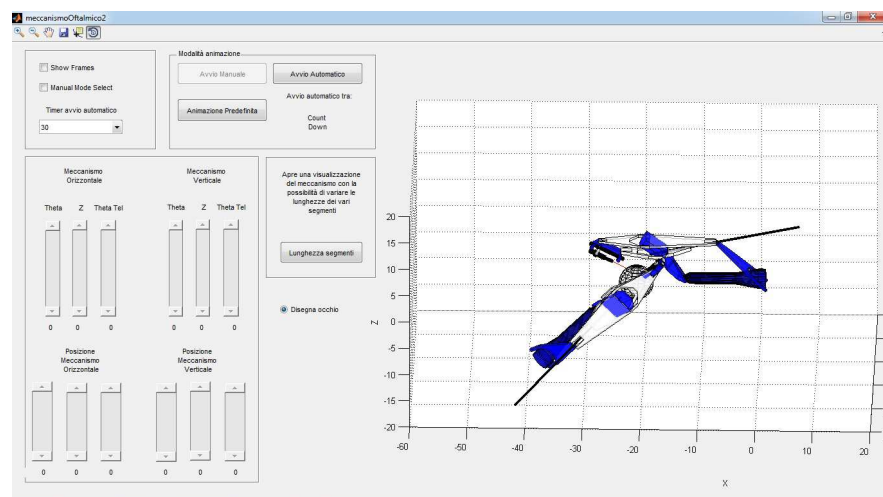 meccanismoOftalmico2
Show Frames
Manual Mode Select
Timer avvio automatico
30
Modalità animazione
Avvio Manuale
Avvio Automatico
Avvio automatico tra:
Animazione Predefinita
Count
Down
Meccanismo
Orizzontale
Meccanismo
Verticale
Theta Z Theta Tel
Theta Z Theta Tel
0 0 0
0 0 0
Posizione
Meccanismo
Orizzontale
Posizione
Meccanismo
Verticale
0 0 0
0 0 0
Apre una visualizzazione
del meccanismo con la
possibilità di variare le
lunghezze dei vari
segmenti
Lunghezza segmenti
Disegna occhio
20
15
10
5
0
-5
-10
-15
-20
Z
-60 -50 -40 -30 -20 -10 0 10 20
X